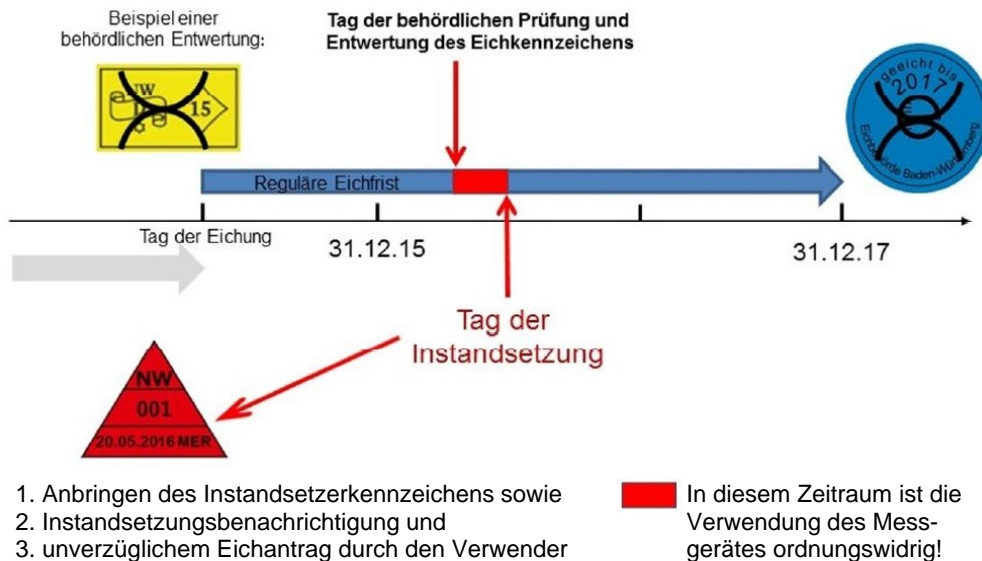 Beispiel einer
behördlichen Entwertung:
Tag der behördlichen Prüfung und
Entwertung des Eichkennzeichens
NW
15
geeicht bis
2017
Eichbehörde Baden-Württemberg
Reguläre Eichfrist
Tag der Eichung
31.12.15
31.12.17
Tag der
Instandsetzung
NW
001
20.05.2016 MER
1. Anbringen des Instandsetzerkennzeichens sowie
2. Instandsetzungsbenachrichtigung und
3. unverzüglichem Eichantrag durch den Verwender
In diesem Zeitraum ist die
Verwendung des Mess-
gerätes ordnungswidrig!